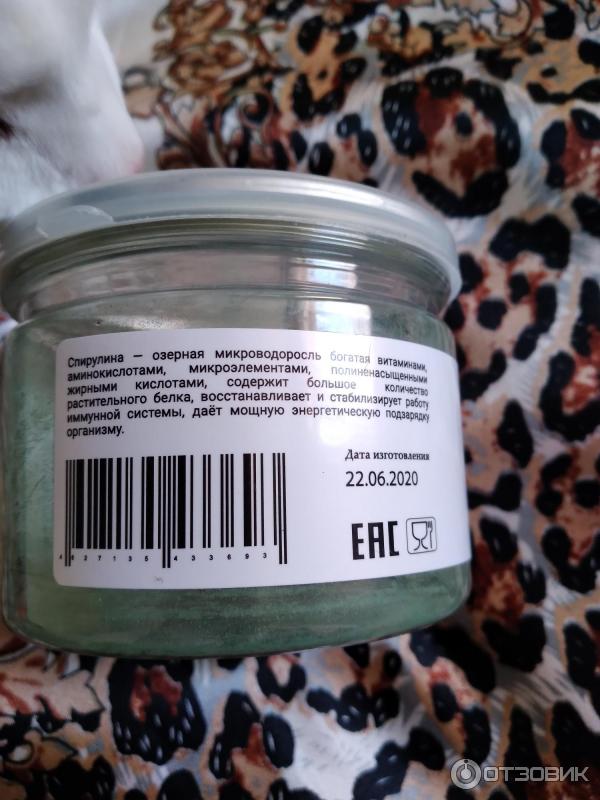 Спирулина — озерная микроводоросль богатая витаминами,
аминокислотами, микроэлементами, полиненасыщенными
жирными кислотами, содержит большое количество
растительного белка, восстанавливает и стабилизирует работу
иммунной системы, даёт мощную энергетическую подзарядку
организму.
Дата изготовления
22.06.2020
4627135433693
EAC
ОТЗОВИК